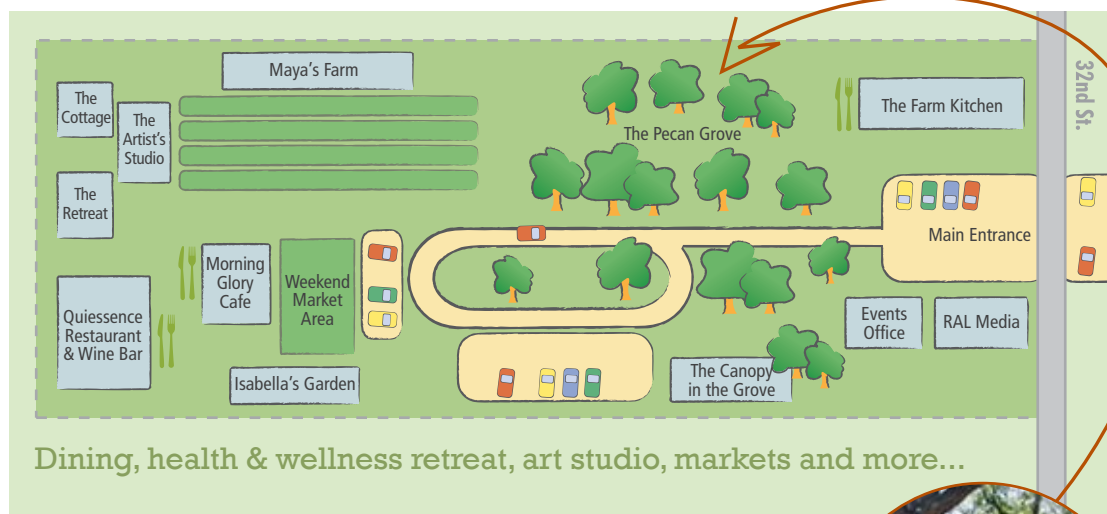 Maya's Farm
The
Cottage
The
Artist's
Studio
The
Retreat
The Pecan Grove
The Farm Kitchen
32nd St.
Main Entrance
Morning
Glory
Cafe
Weekend
Market
Area
Quiessence
Restaurant
& Wine Bar
Isabella's Garden
The Canopy
in the Grove
Events
Office
RAL Media
Dining, health & wellness retreat, art studio, markets and more...